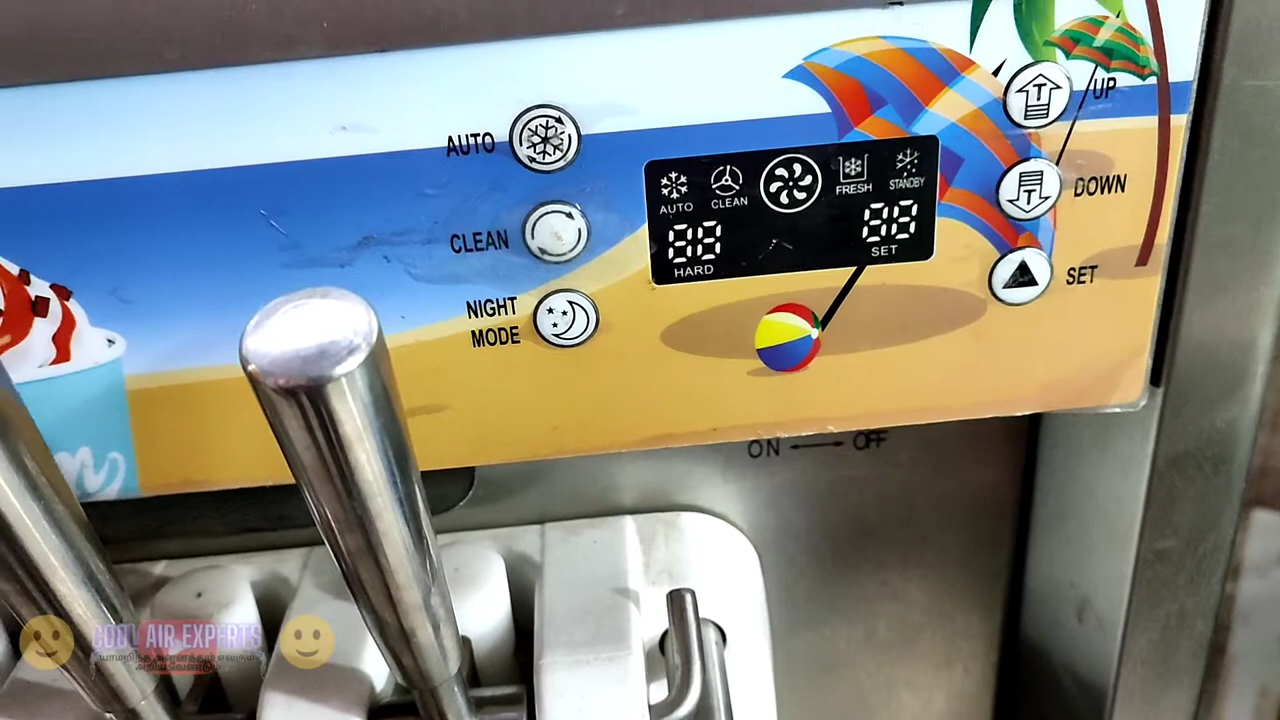 AUTO
CLEAN
NIGHT
MODE
AUTO
CLEAN
FRESH
STANDBY
88
HARD
88
SET
UP
DOWN
SET
ON
OFF
COOL AIR EXPERTS